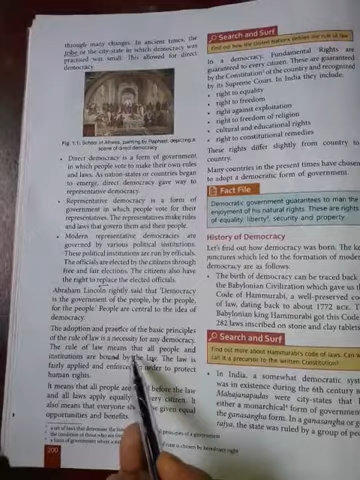 through many changes. In ancient times, the
tribe or the city-state in which democracy was
practised was small. This allowed for direct
democracy.
Fig. 1.1: School of Athens, painting by Raphael depicting a
scene of direct democracy
• Direct democracy is a form of government
in which people vote to make their own rules
and laws. As nation-states or countries began
to emerge, direct democracy gave way to
representative democracy.
• Representative democracy is a form of
government in which people vote for their
representatives. The representatives make rules
and laws that govern them and their people.
• Modern representative democracies are
governed by various political institutions.
These political institutions are run by officials.
The officials are elected by the citizens through
free and fair elections. The citizens also have
the right to replace the elected officials.
Abraham Lincoln rightly said that 'Democracy
is the government of the people, by the people,
for the people.' People are central to the idea of
democracy.
The adoption and practice of the basic principles
of the rule of law is a necessity for any democracy.
The rule of law means that all people and
institutions are bound by the law. The law is
fairly applied and enforced in order to protect
human rights.
It means that all people are before the law
and all laws apply equally every citizen. It
also means that everyone should be given equal
opportunities and benefits.
200
Search and Surf
Find out how the United Nations defines the rule of law.
In a democracy, Fundamental Rights are
guaranteed to every citizen. These are guaranteed
by the Constitution¹ of the country and recognised
by its Supreme Court. In India they include:
• right to equality
• right to freedom
• right against exploitation
• right to freedom of religion
• cultural and educational rights
• right to constitutional remedies
These rights differ slightly from country to
country.
Many countries in the present times have chosen
to adopt a democratic form of government.
Fact File
Democratic government guarantees to man the
enjoyment of his natural rights. These are rights
of equality, liberty², security and property.
History of Democracy
Let's find out how democracy was born. The
junctures which led to the formation of modern
democracy are as follows:
• The birth of democracy can be traced back
the Babylonian Civilisation which gave us t
Code of Hammurabi, a well-preserved
of law, dating back to about 1772 BCE. T
Babylonian king Hammurabi got this Code
282 laws inscribed on stone and clay tablets
Search and Surf
Find out more about Hammurabi's code of laws. Can w
call it a precursor to the written Constitution?
• In India, a somewhat democratic syst
was in existence during the 6th century
Mahajanapadas were city-states that
either a monarchical³ form of government
the ganasangha form. In a ganasangha or g
rajya, the state was ruled by a group of pe